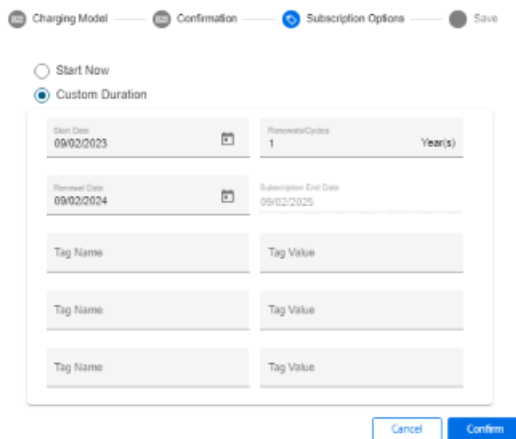 Charging Model Confirmation Subscription Options Save
Start Now
Custom Duration
Start Date Renewals/Cycles
09/02/2023 1 Year(s)
Renewal Date Subscription End Date
09/02/2024 09/02/2025
Tag Name Tag Value
Tag Name Tag Value
Tag Name Tag Value
Cancel Confirm